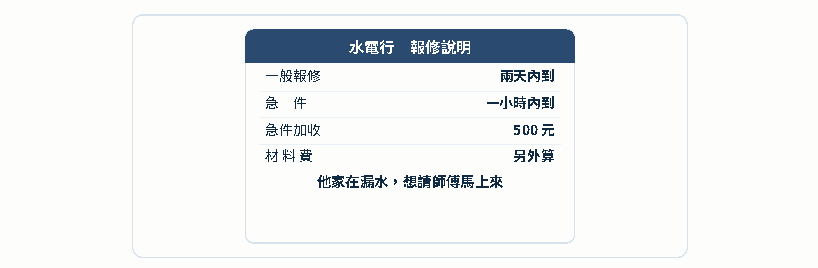 水電行　報修說明
一般報修　兩天內到
急　件　一小時內到
急件加收　500 元
材料費　另外算
他家在漏水，想請師傅馬上來